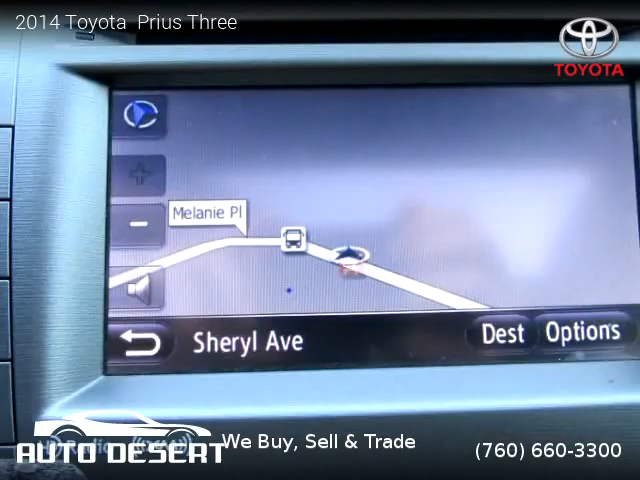 2014 Toyota Prius Three
TOYOTA
Melanie Pl
Sheryl Ave
Dest
Options
Radio
We Buy, Sell & Trade
AUTO DESERT
(760) 660-3300